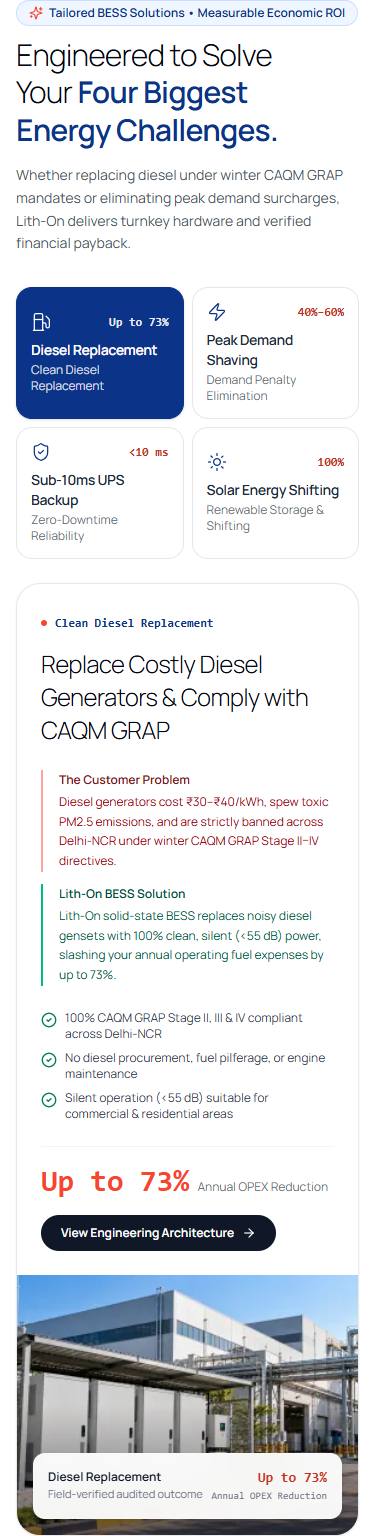 Tailored BESS Solutions • Measurable Economic ROI
Engineered to Solve
Your Four Biggest
Energy Challenges.
Whether replacing diesel under winter CAQM GRAP
mandates or eliminating peak demand surcharges,
Lith-On delivers turnkey hardware and verified
financial payback.
Up to 73%
Diesel Replacement
Clean Diesel
Replacement
40%–60%
Peak Demand
Shaving
Demand Penalty
Elimination
<10 ms
Sub-10ms UPS
Backup
Zero-Downtime
Reliability
100%
Solar Energy Shifting
Renewable Storage &
Shifting
Clean Diesel Replacement
Replace Costly Diesel
Generators & Comply with
CAQM GRAP
The Customer Problem
Diesel generators cost ₹30–₹40/kWh, spew toxic
PM2.5 emissions, and are strictly banned across
Delhi-NCR under winter CAQM GRAP Stage II–IV
directives.
Lith-On BESS Solution
Lith-On solid-state BESS replaces noisy diesel
gensets with 100% clean, silent (<55 dB) power,
slashing your annual operating fuel expenses by
up to 73%.
100% CAQM GRAP Stage II, III & IV compliant
across Delhi-NCR
No diesel procurement, fuel pilferage, or engine
maintenance
Silent operation (<55 dB) suitable for
commercial & residential areas
Up to 73% Annual OPEX Reduction
View Engineering Architecture →
Diesel Replacement Up to 73%
Field-verified audited outcome Annual OPEX Reduction